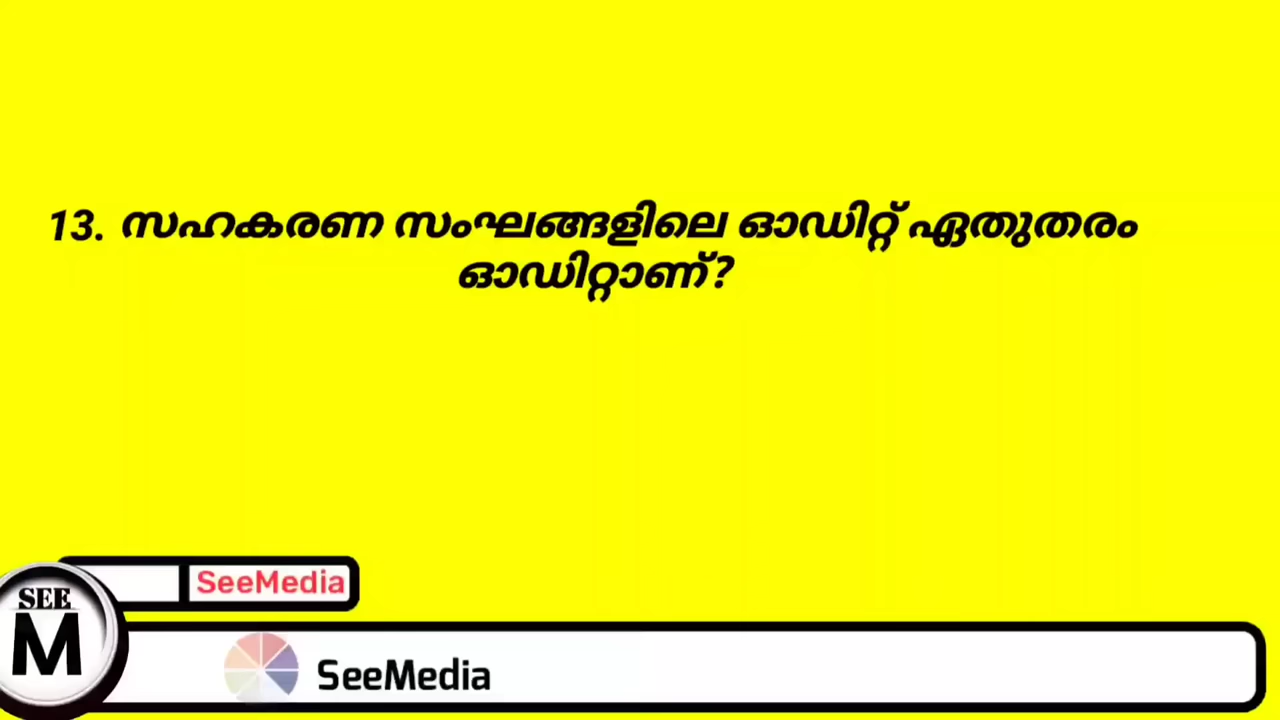 13. സഹകരണ സംഘങ്ങളിലെ ഓഡിറ്റ് ഏതുതരം
ഓഡിറ്റാണ്?
SeeMedia
SEE
M
SeeMedia